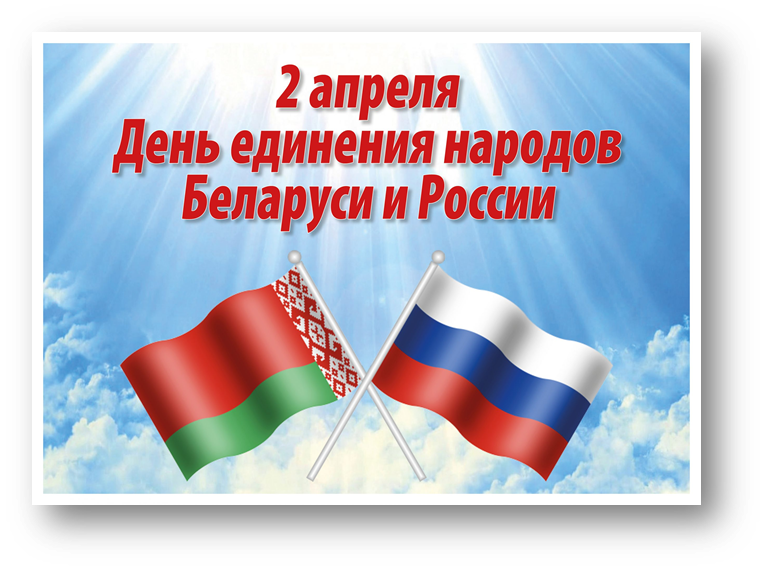 2 апреля
День единения народов
Беларуси и России